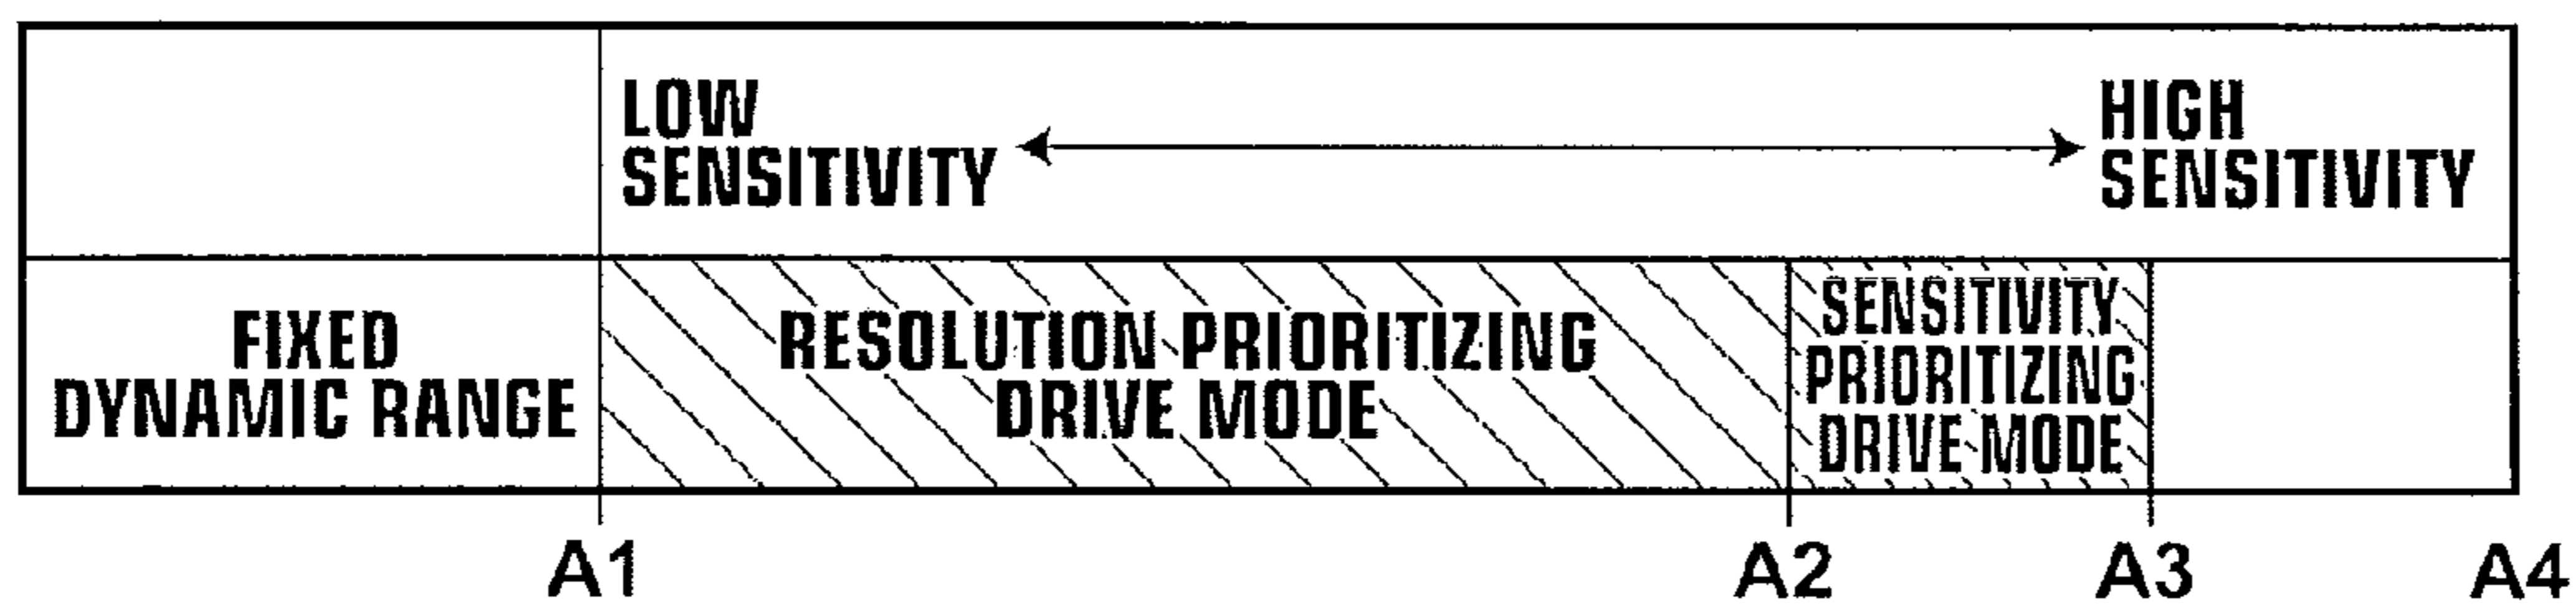 LOW
SENSITIVITY
HIGH
SENSITIVITY
FIXED
DYNAMIC RANGE
RESOLUTION PRIORITIZING
DRIVE MODE
SENSITIVITY
PRIORITIZING
DRIVE MODE
A1
A2
A3
A4